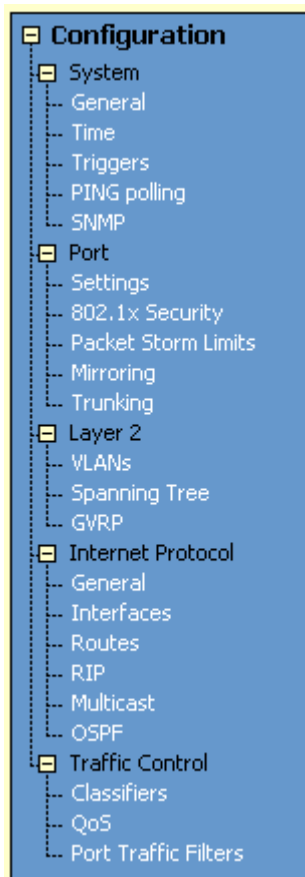 Configuration
System
General
Time
Triggers
PING polling
SNMP
Port
Settings
802.1x Security
Packet Storm Limits
Mirroring
Trunking
Layer 2
VLANs
Spanning Tree
GVRP
Internet Protocol
General
Interfaces
Routes
RIP
Multicast
OSPF
Traffic Control
Classifiers
QoS
Port Traffic Filters